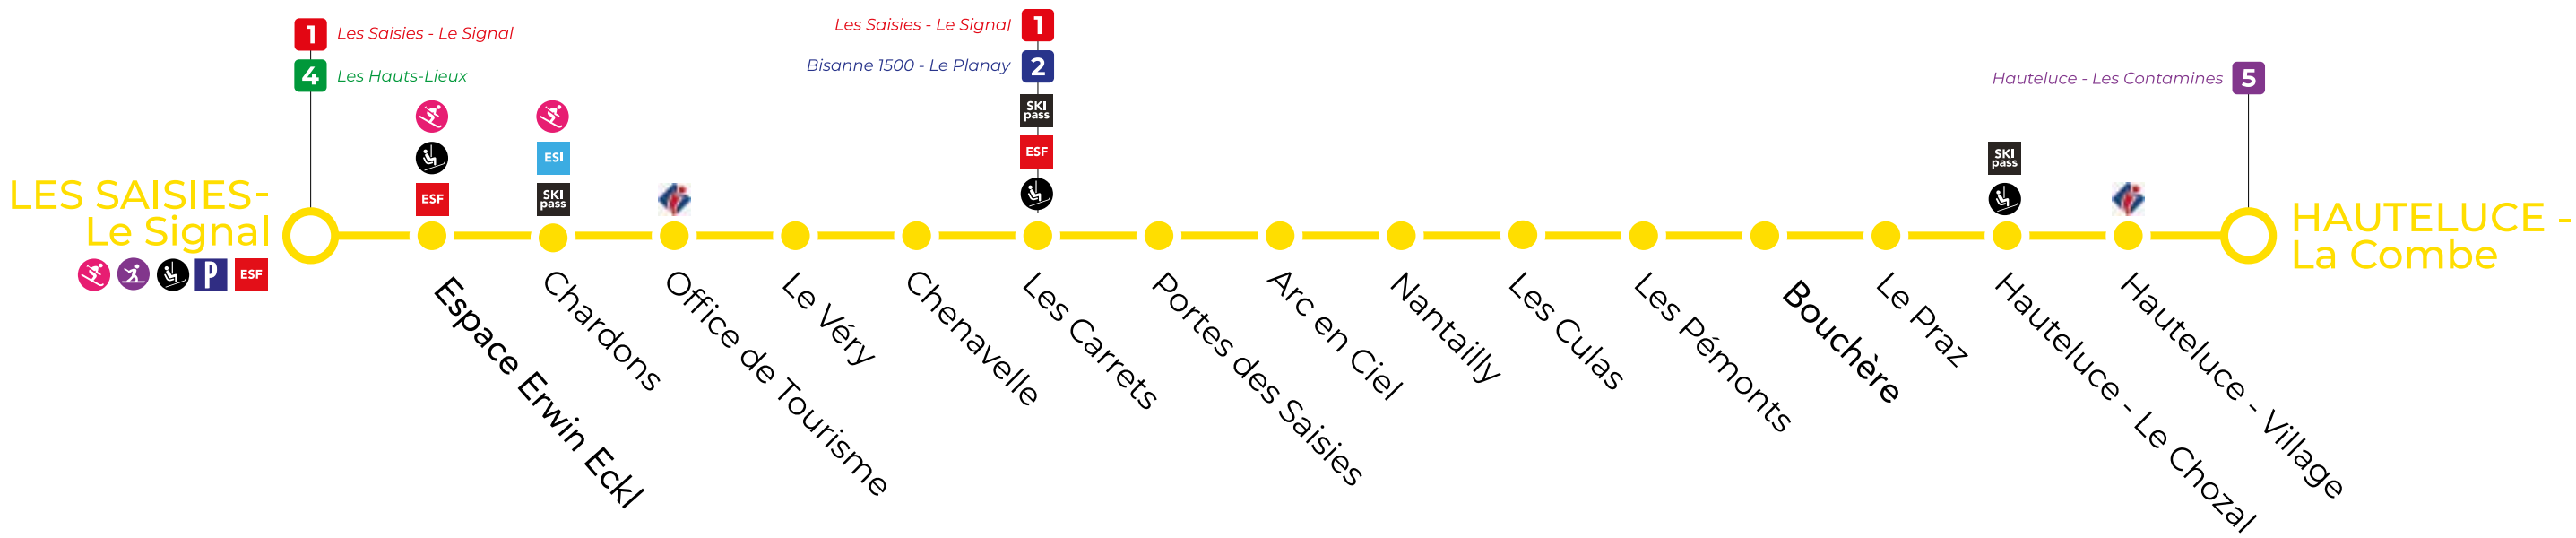 1 Les Saisies - Le Signal
4 Les Hauts-Lieux
Les Saisies - Le Signal 1
Bisanne 1500 - Le Planay 2
Hauteluce - Les Contamines 5
SKI
pass
ESF
ESI
SKI
pass
ESF
SKI
pass
ESF
LES SAISIES-
Le Signal
P ESF
HAUTELUCE -
La Combe
Espace Erwin Eckl
Chardons
Office de Tourisme
Le Véry
Chenavelle
Les Carrets
Portes des Saisies
Arc en Ciel
Nantailly
Les Culas
Les Pémonts
Bouchère
Le Praz
Hauteluce - Le Chozal
Hauteluce - Village